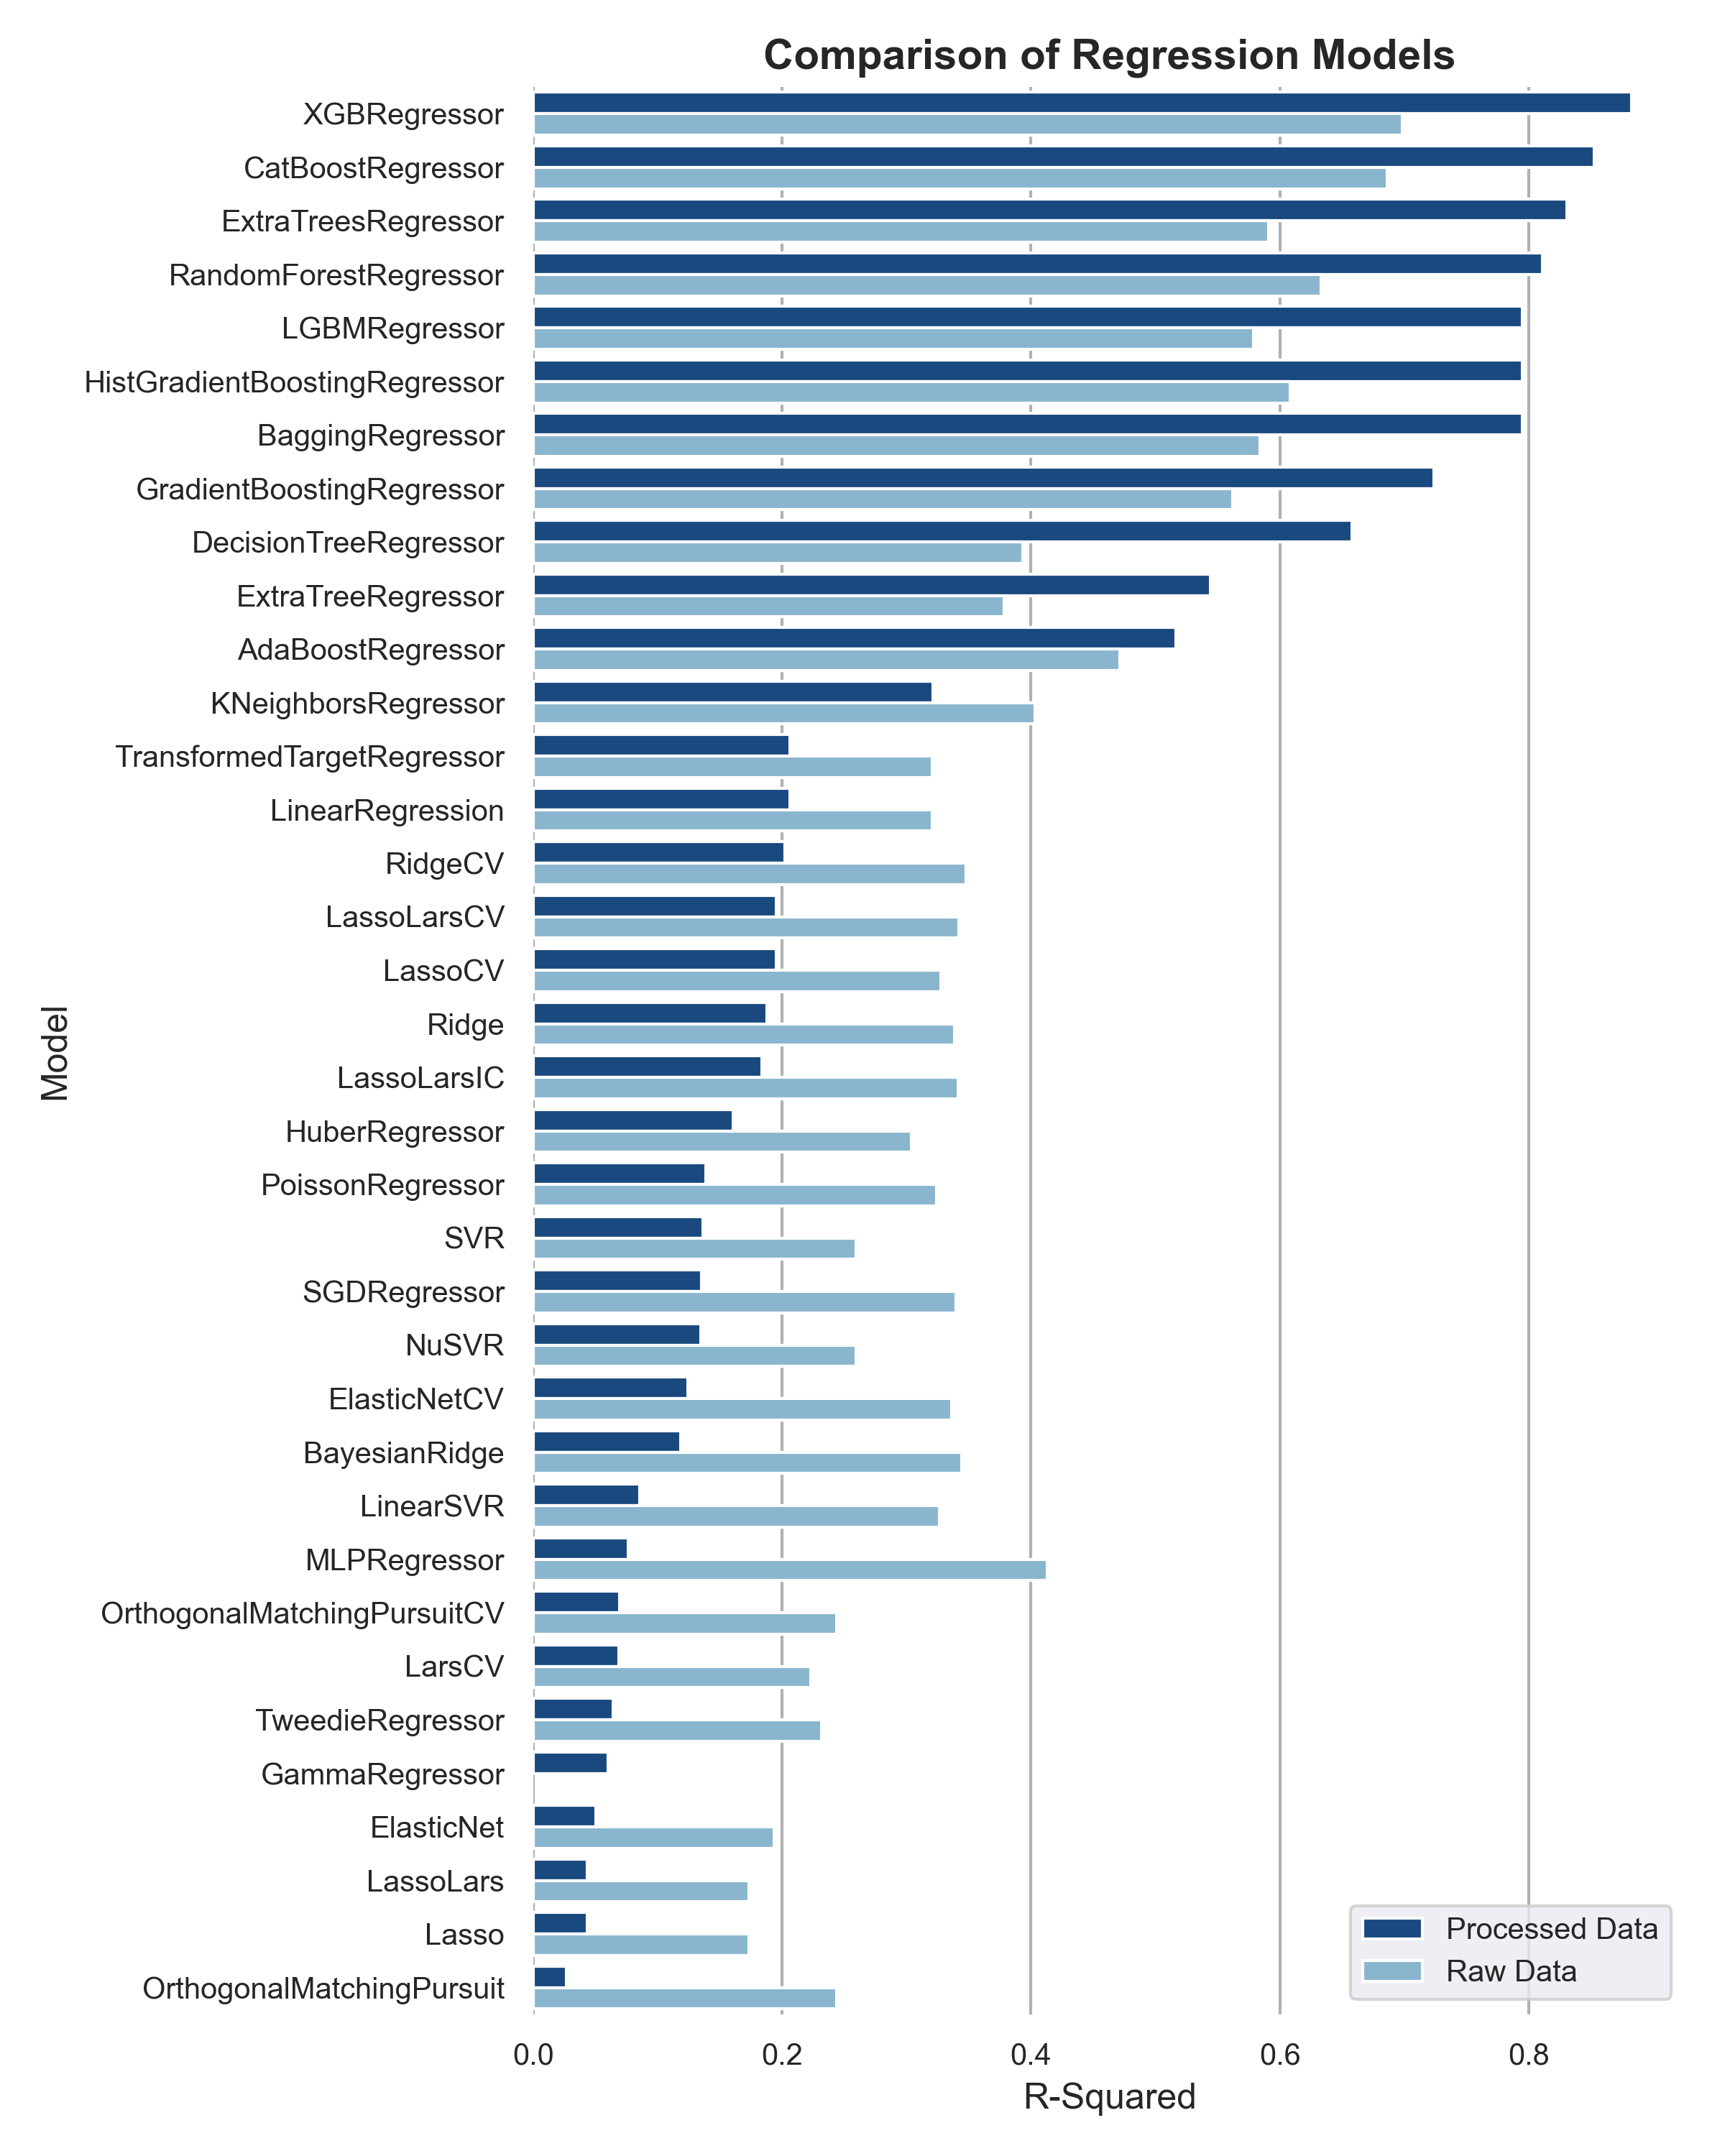 Comparison of Regression Models
XGBRegressor
CatBoostRegressor
ExtraTreesRegressor
RandomForestRegressor
LGBMRegressor
HistGradientBoostingRegressor
BaggingRegressor
GradientBoostingRegressor
DecisionTreeRegressor
ExtraTreeRegressor
AdaBoostRegressor
KNeighborsRegressor
TransformedTargetRegressor
LinearRegression
RidgeCV
LassoLarsCV
LassoCV
Ridge
LassoLarsIC
HuberRegressor
PoissonRegressor
SVR
SGDRegressor
NuSVR
ElasticNetCV
BayesianRidge
LinearSVR
MLPRegressor
OrthogonalMatchingPursuitCV
LarsCV
TweedieRegressor
GammaRegressor
ElasticNet
LassoLars
Lasso
OrthogonalMatchingPursuit
Model
Processed Data
Raw Data
0.0 0.2 0.4 0.6 0.8
R-Squared